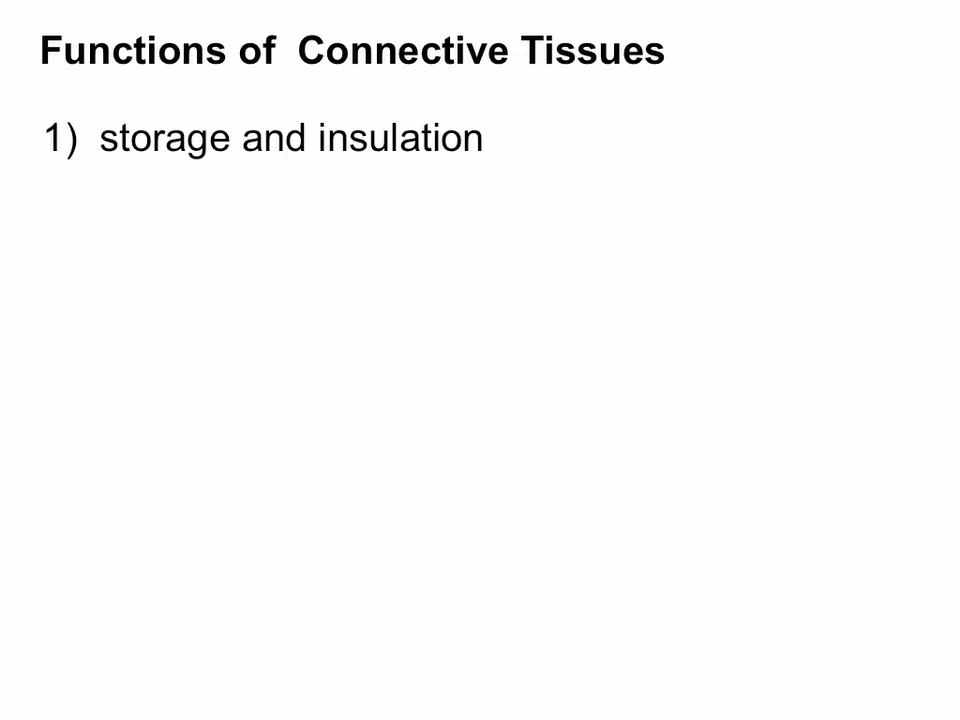 Functions of  Connective Tissues
1)  storage and insulation